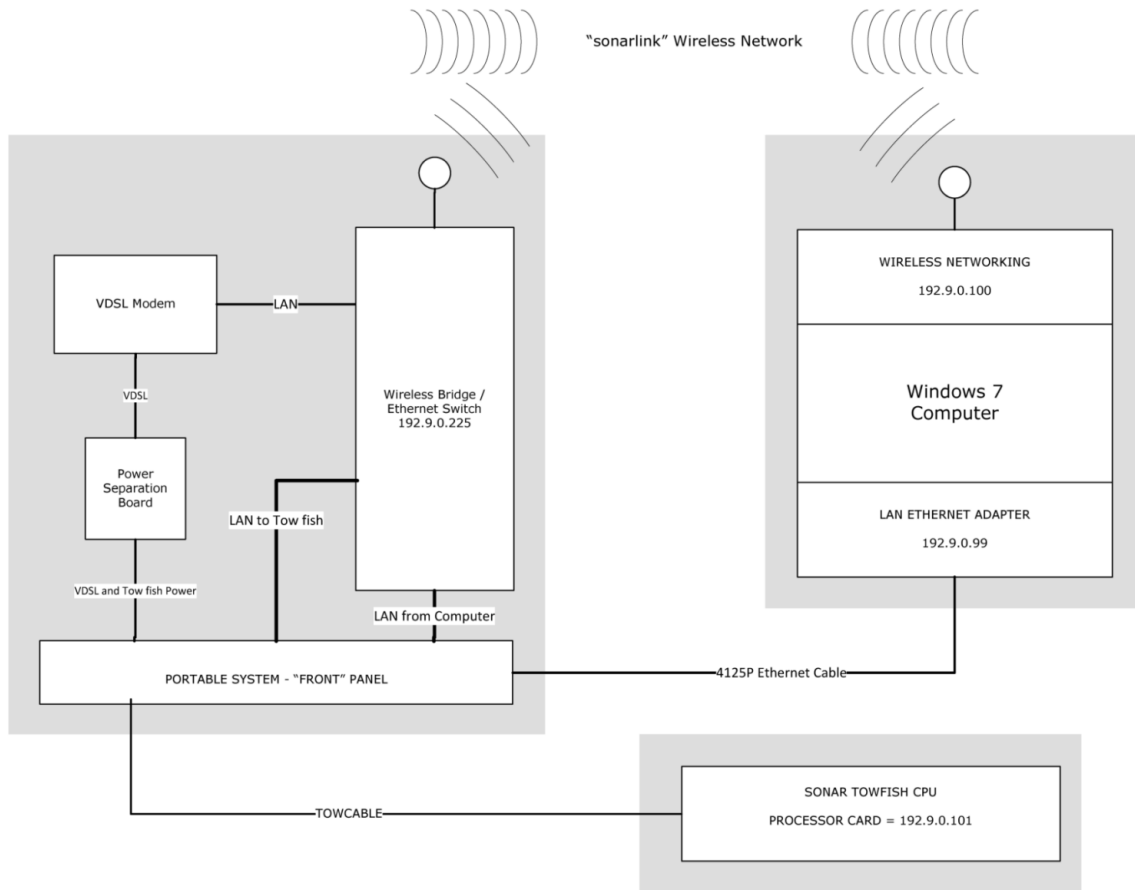 “sonarlink” Wireless Network
VDSL Modem
LAN
VDSL
Power
Separation
Board
VDSL and Tow fish Power
Wireless Bridge /
Ethernet Switch
192.9.0.225
LAN to Tow fish
LAN from Computer
PORTABLE SYSTEM - “FRONT” PANEL
WIRELESS NETWORKING
192.9.0.100
Windows 7
Computer
LAN ETHERNET ADAPTER
192.9.0.99
4125P Ethernet Cable
TOWCABLE
SONAR TOWFISH CPU
PROCESSOR CARD = 192.9.0.101